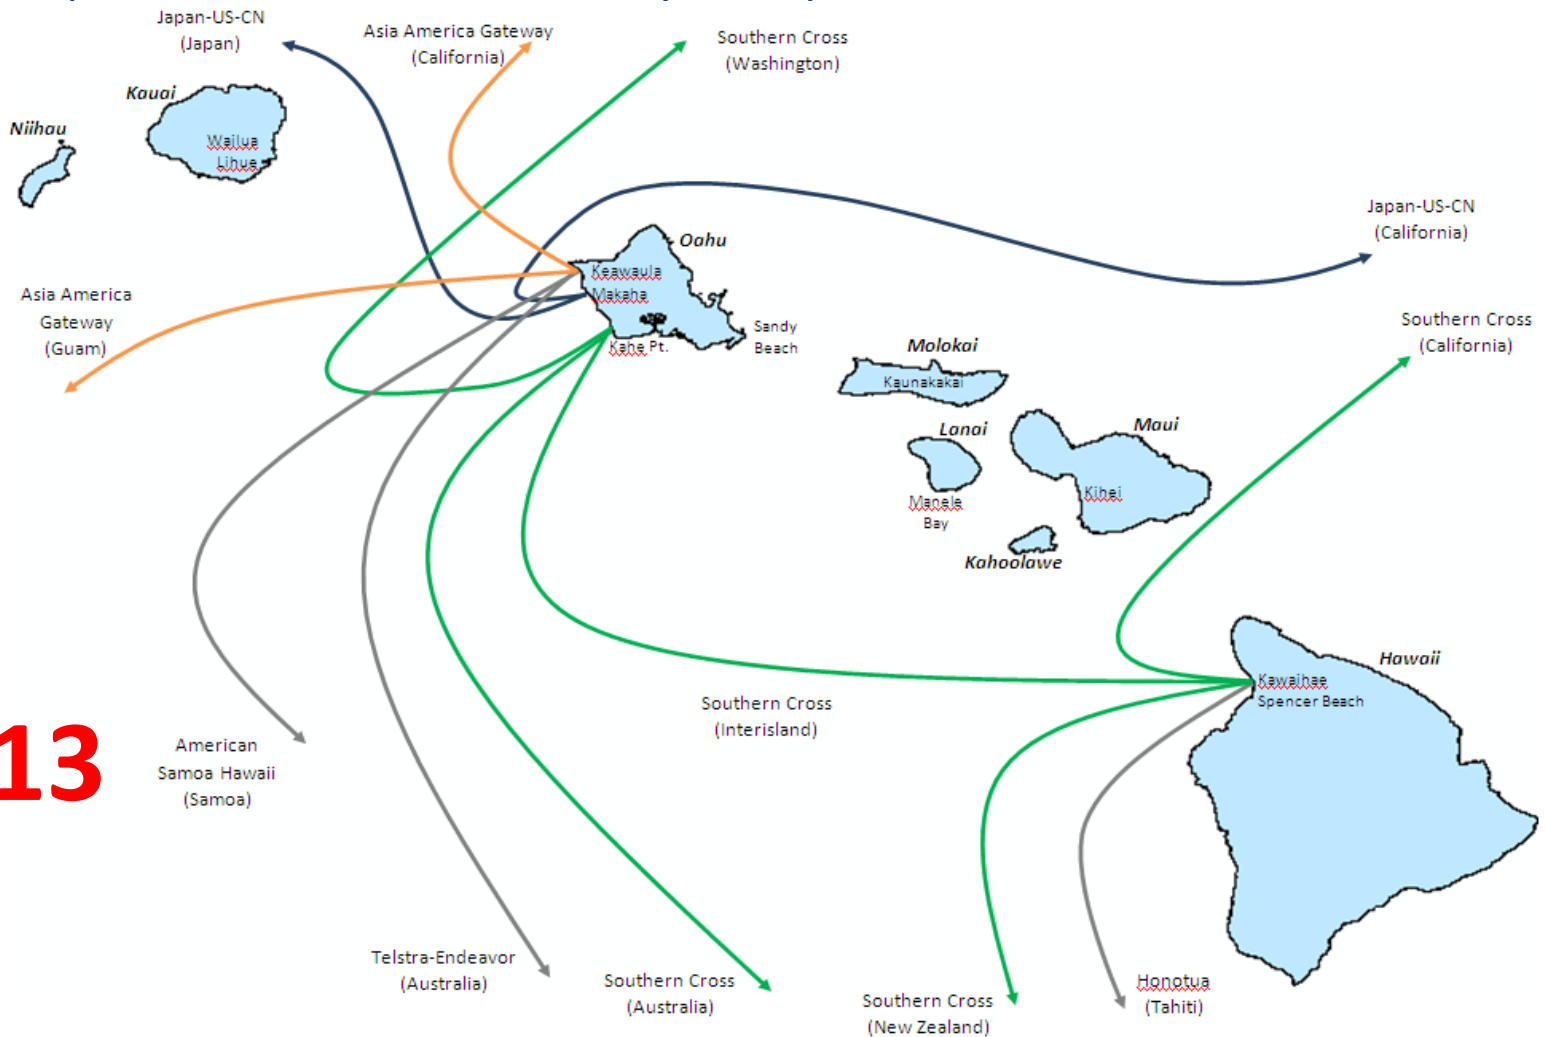 Japan-US-CN
(Japan)
Asia America Gateway
(California)
Southern Cross
(Washington)
Kauai
Niihau
Wailua
Lihue
Japan-US-CN
(California)
Oahu
Keawaula
Makaha
Asia America
Gateway
(Guam)
Sandy
Beach
Kahe Pt.
Southern Cross
(California)
Molokai
Kaunakakai
Lanai
Maui
Kihei
Manele
Bay
Kahoolawe
Hawaii
Kawaihae
Spencer Beach
Southern Cross
(Interisland)
13
American
Samoa Hawaii
(Samoa)
Telstra-Endeavor
(Australia)
Southern Cross
(Australia)
Southern Cross
(New Zealand)
Honotua
(Tahiti)